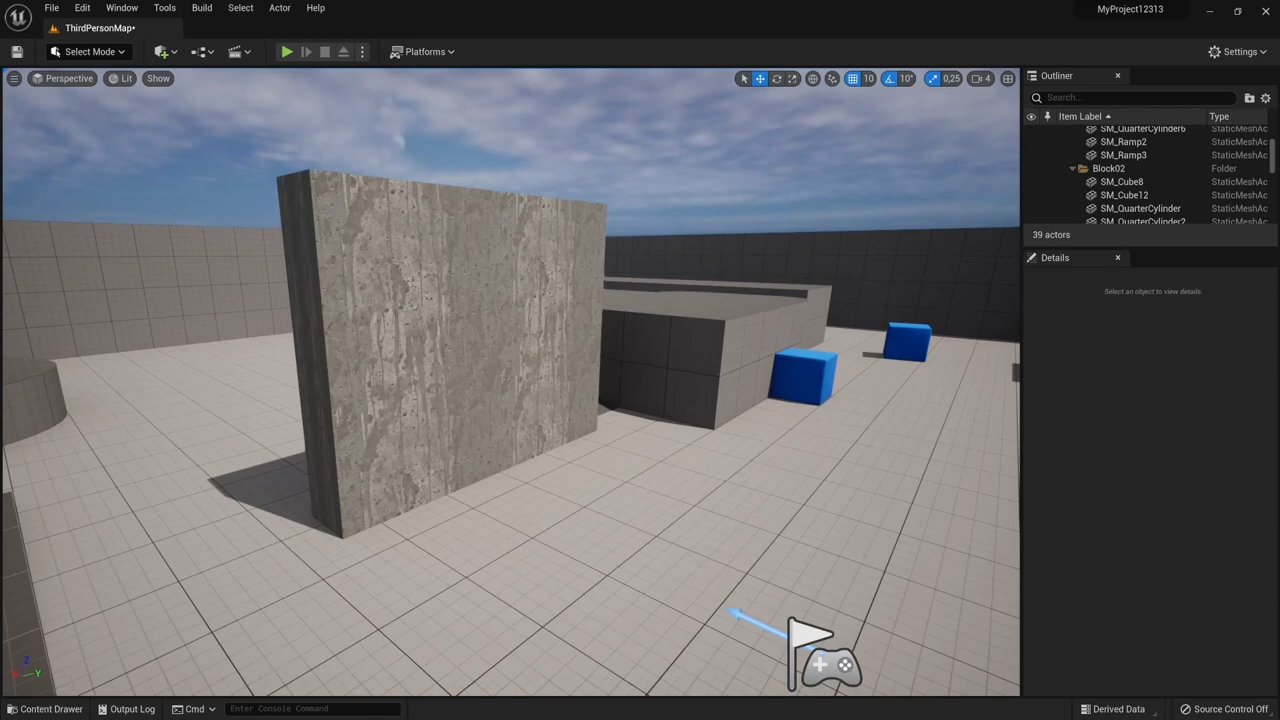 File Edit Window Tools Build Select Actor Help
MyProject12313
ThirdPersonMap*
Select Mode
Platforms
Settings
Perspective Lit Show
10 10° 0,25 4
Outliner
Search...
Item Label Type
SM_QuarterCylinder6 StaticMeshAc
SM_Ramp2 StaticMeshAc
SM_Ramp3 StaticMeshAc
Block02 Folder
SM_Cube8 StaticMeshAc
SM_Cube12 StaticMeshAc
SM_QuarterCylinder StaticMeshAc
SM_QuarterCylinder2 StaticMeshAc
39 actors
Details
Select an object to view details.
Z
Y
Content Drawer Output Log Cmd Enter Console Command Derived Data Source Control Off